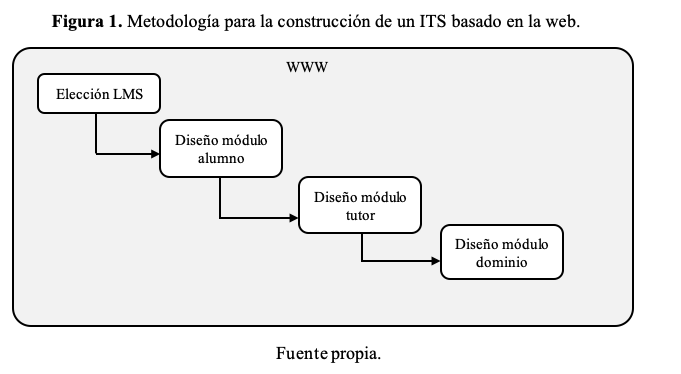 Figura 1. Metodología para la construcción de un ITS basado en la web.
WWW
Elección LMS
Diseño módulo
alumno
Diseño módulo
tutor
Diseño módulo
dominio
Fuente propia.